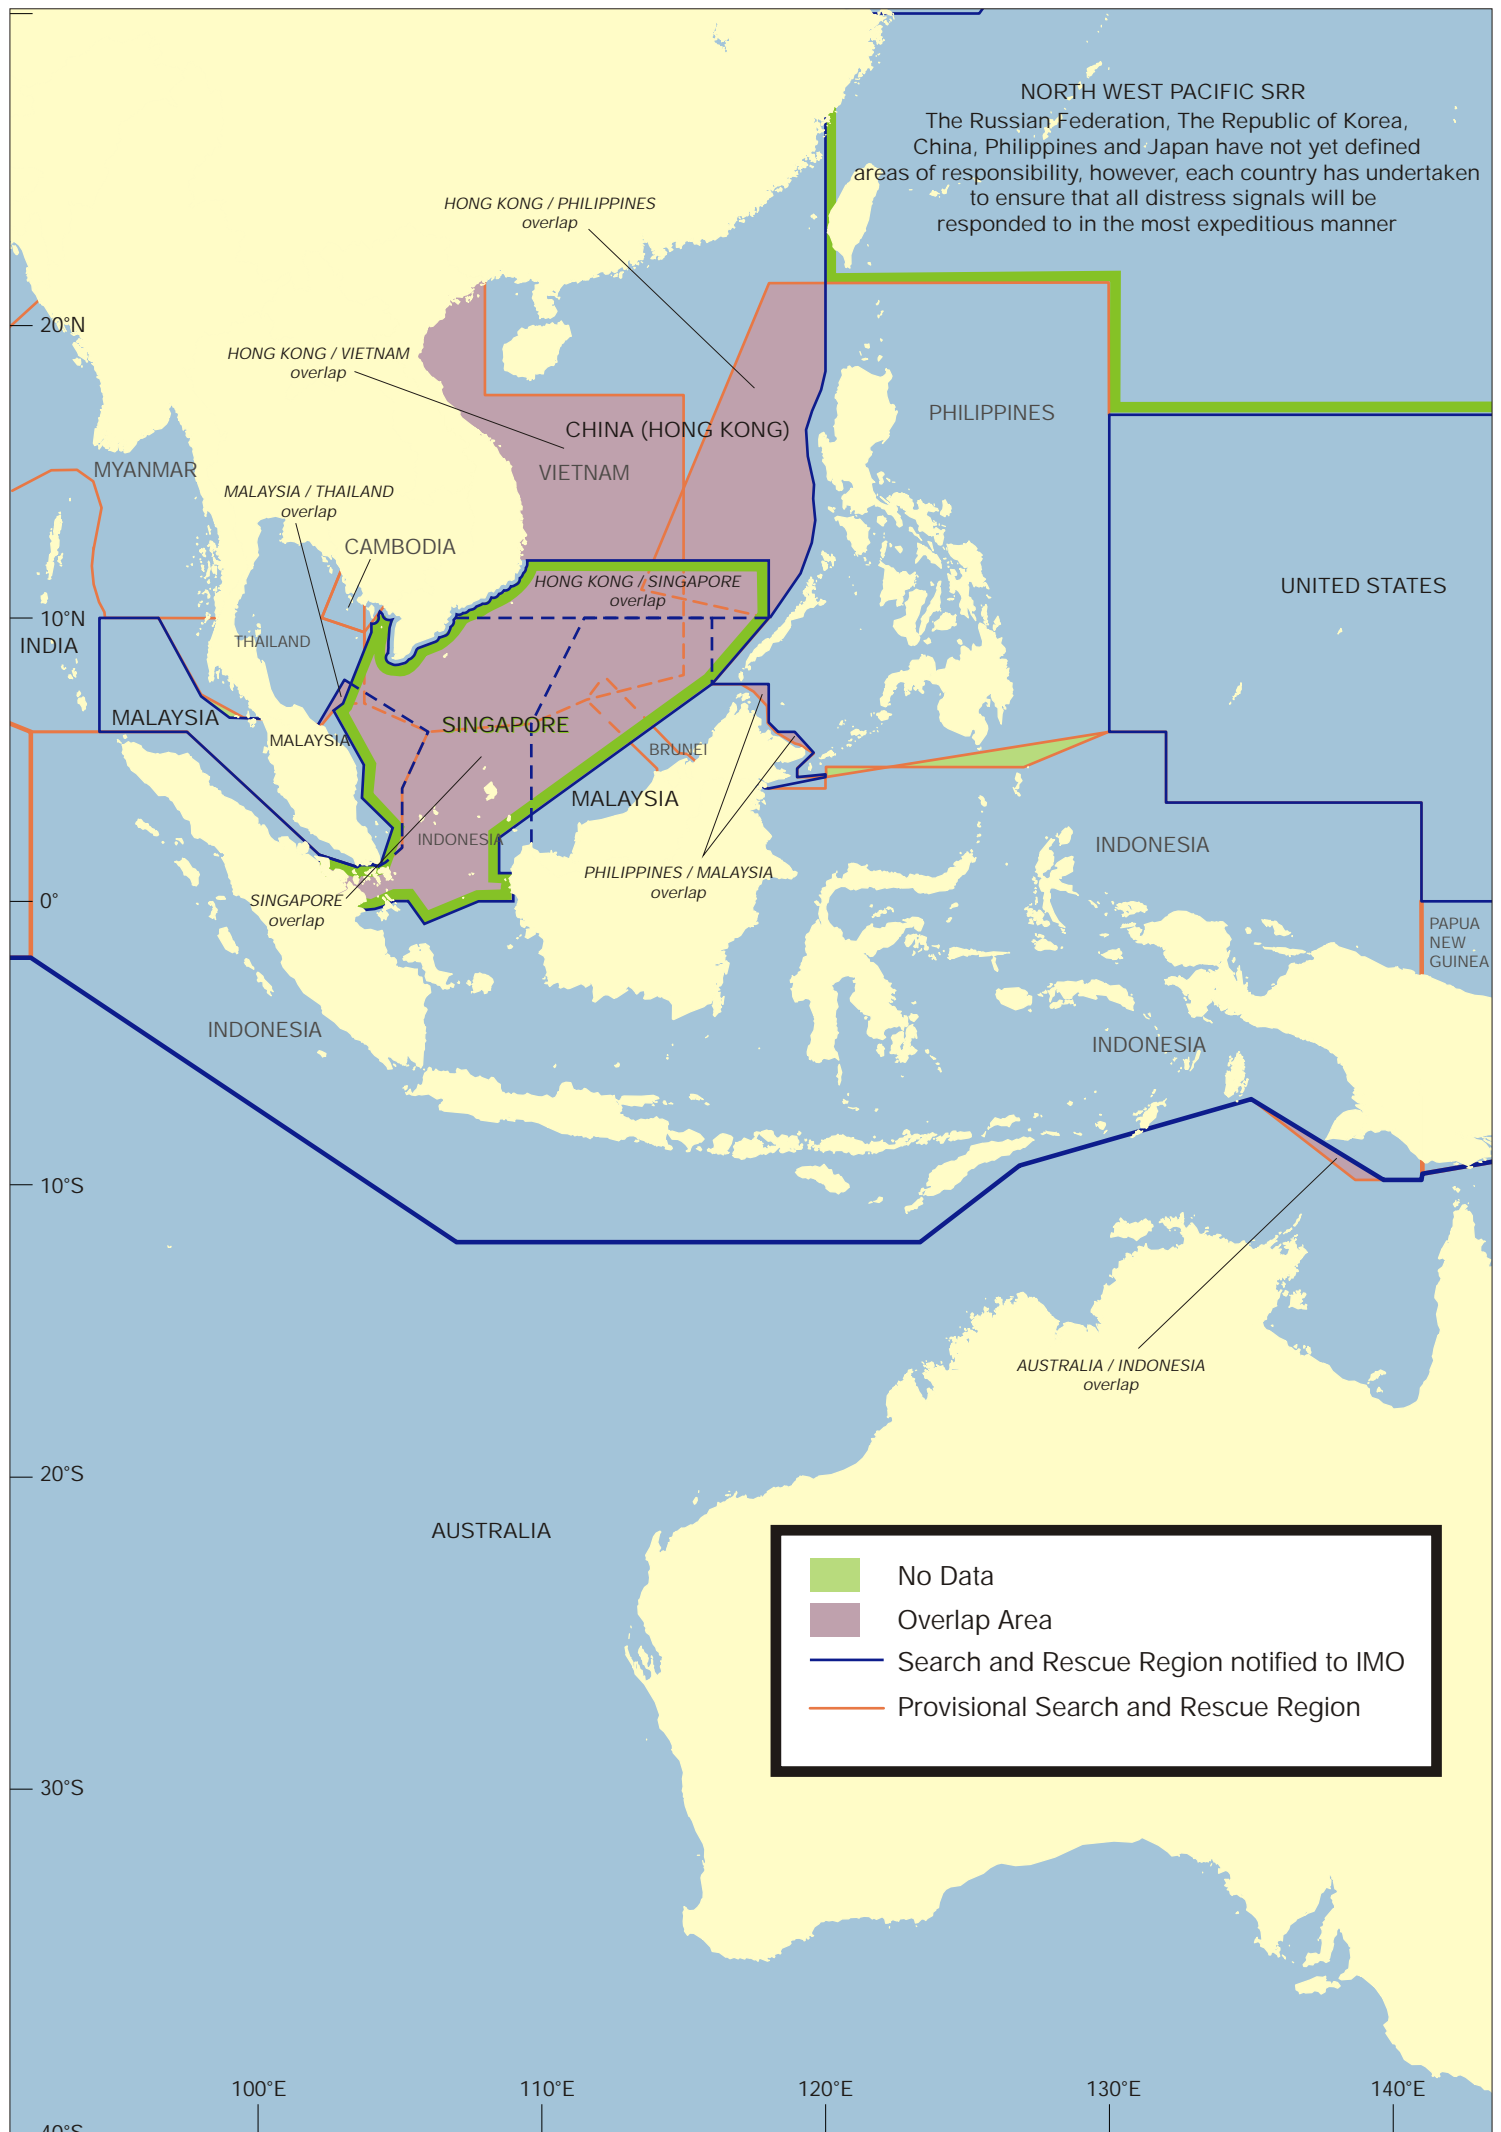 NORTH WEST PACIFIC SRR
The Russian Federation, The Republic of Korea,
China, Philippines and Japan have not yet defined
areas of responsibility, however, each country has undertaken
to ensure that all distress signals will be
responded to in the most expeditious manner
HONG KONG / PHILIPPINES
overlap
20°N
HONG KONG / VIETNAM
overlap
PHILIPPINES
CHINA (HONG KONG)
MYANMAR
VIETNAM
MALAYSIA / THAILAND
overlap
CAMBODIA
HONG KONG / SINGAPORE
overlap
UNITED STATES
10°N
INDIA
THAILAND
MALAYSIA
SINGAPORE
MALAYSIA
BRUNEI
MALAYSIA
INDONESIA
INDONESIA
PHILIPPINES / MALAYSIA
overlap
0°
SINGAPORE
overlap
PAPUA
NEW
GUINEA
INDONESIA
INDONESIA
10°S
AUSTRALIA / INDONESIA
overlap
20°S
AUSTRALIA
No Data
Overlap Area
Search and Rescue Region notified to IMO
Provisional Search and Rescue Region
30°S
100°E
110°E
120°E
130°E
140°E
40°S